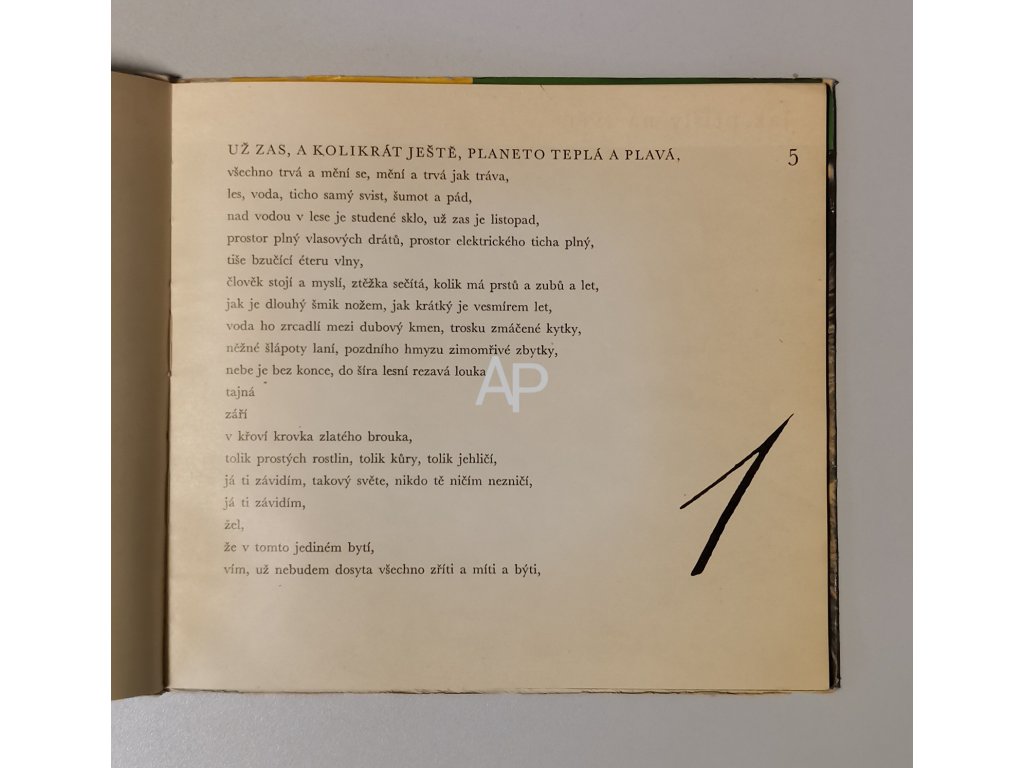 UŽ ZAS, A KOLIKRÁT JEŠTĚ, PLANETO TEPLÁ A PLAVÁ,
5
všechno trvá a mění se, mění a trvá jak tráva,
les, voda, ticho samý svist, šumot a pád,
nad vodou v lese je studené sklo, už zas je listopad,
prostor plný vlasových drátů, prostor elektrického ticha plný,
tiše bzučící éteru vlny,
člověk stojí a myslí, ztěžka sečítá, kolik má prstů a zubů a let,
jak je dlouhý šmik nožem, jak krátký je vesmírem let,
voda ho zrcadlí mezi dubový kmen, trosku zmáčené kytky,
něžné šlápoty laní, pozdního hmyzu zimomřivé zbytky,
nebe je bez konce, do šíra lesní rezavá louka
tajná
září
v křoví krovka zlatého brouka,
tolik prostých rostlin, tolik kůry, tolik jehličí,
já ti závidím, takový světe, nikdo tě ničím nezničí,
já ti závidím,
žel,
že v tomto jediném bytí,
vím, už nebudem dosyta všechno zříti a míti a býti,
1
AP